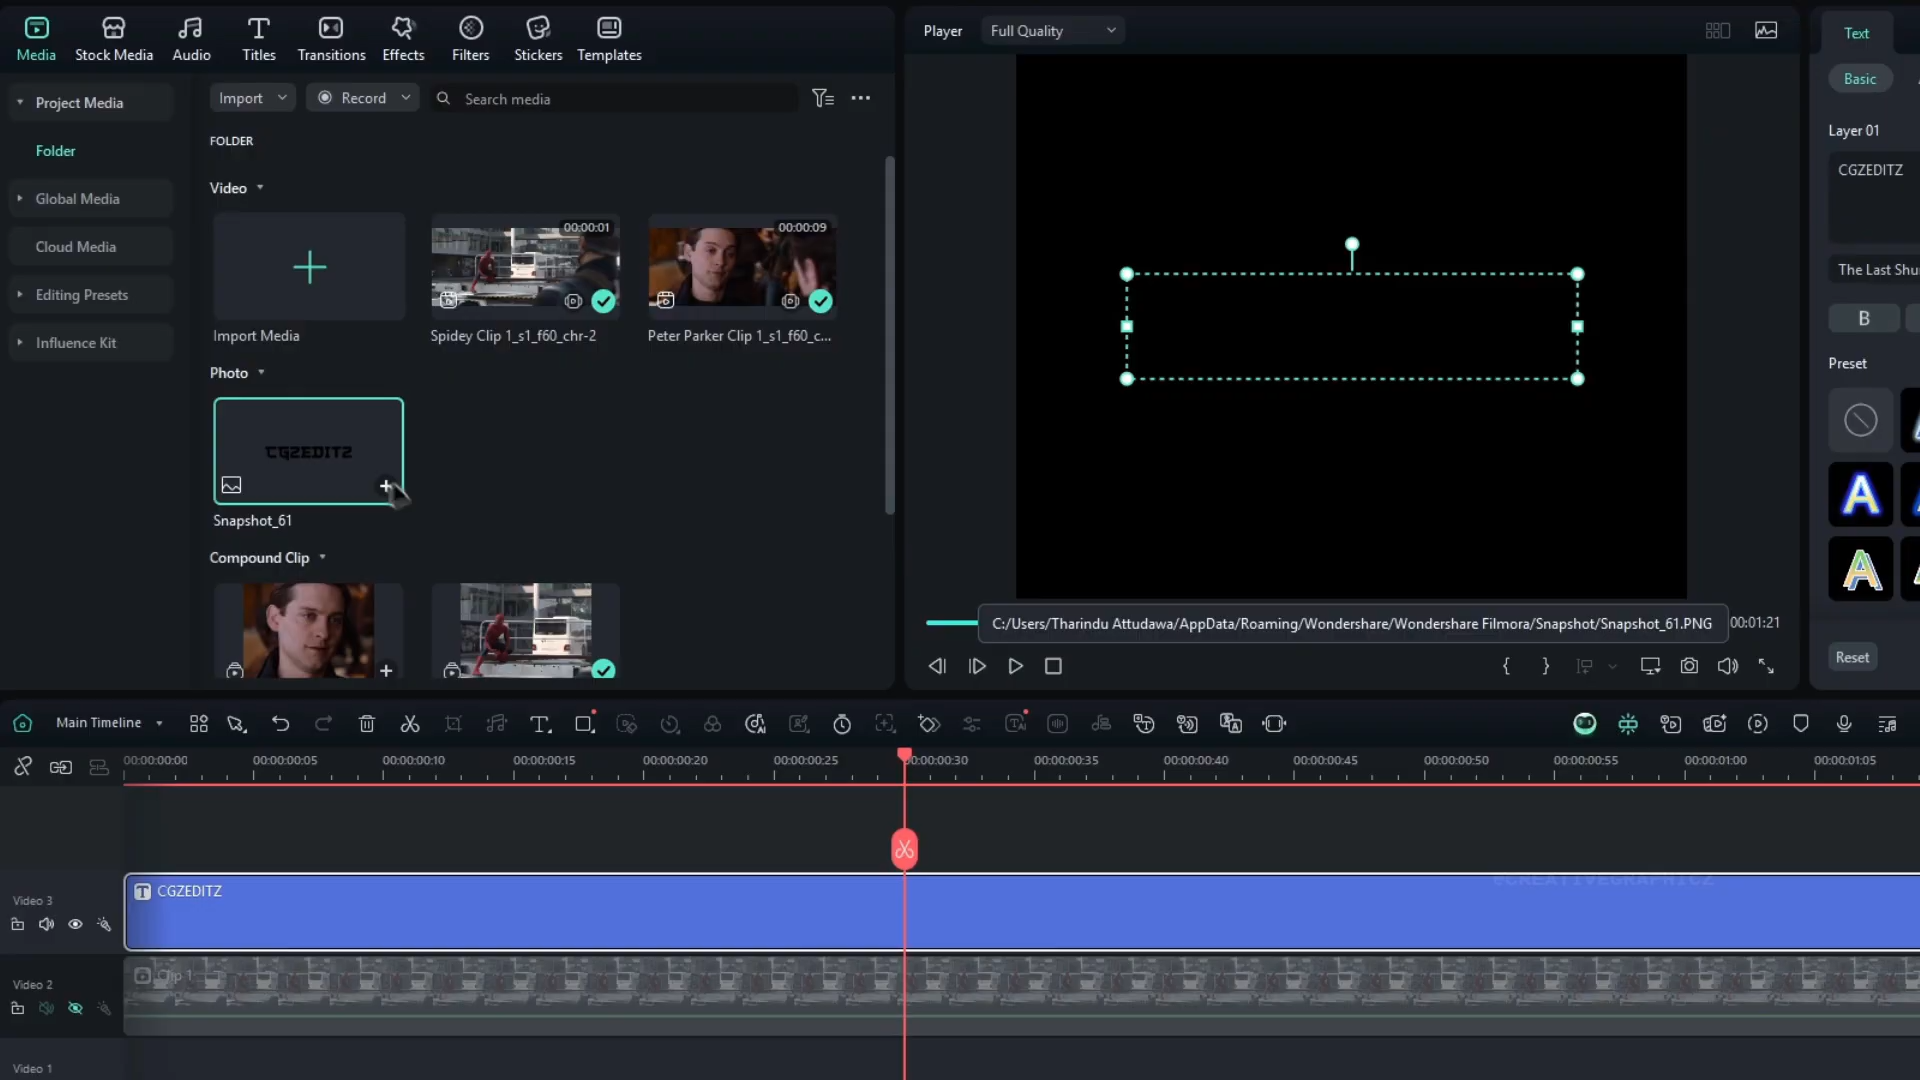 Media
Stock Media
Audio
Titles
Transitions
Effects
Filters
Stickers
Templates
Project Media
Folder
Global Media
Cloud Media
Editing Presets
Influence Kit
Import
Record
Search media
FOLDER
Video
00:00:01
00:00:09
Import Media
Spidey Clip 1_s1_f60_chr-2
Peter Parker Clip 1_s1_f60_c...
Photo
CGZEDITZ
Snapshot_61
Compound Clip
Player
Full Quality
C:/Users/Tharindu Attudawa/AppData/Roaming/Wondershare/Wondershare Filmora/Snapshot/Snapshot_61.PNG
00:01:21
Text
Basic
Layer 01
CGZEDITZ
The Last Shu
B
Preset
A
A
Reset
Main Timeline
00:00:00:00
00:00:00:05
00:00:00:10
00:00:00:15
00:00:00:20
00:00:00:25
00:00:00:30
00:00:00:35
00:00:00:40
00:00:00:45
00:00:00:50
00:00:00:55
00:00:01:00
00:00:01:05
Video 3
CGZEDITZ
@CREATIVEGRAPHICZ
Video 2
Clip 1
Video 1